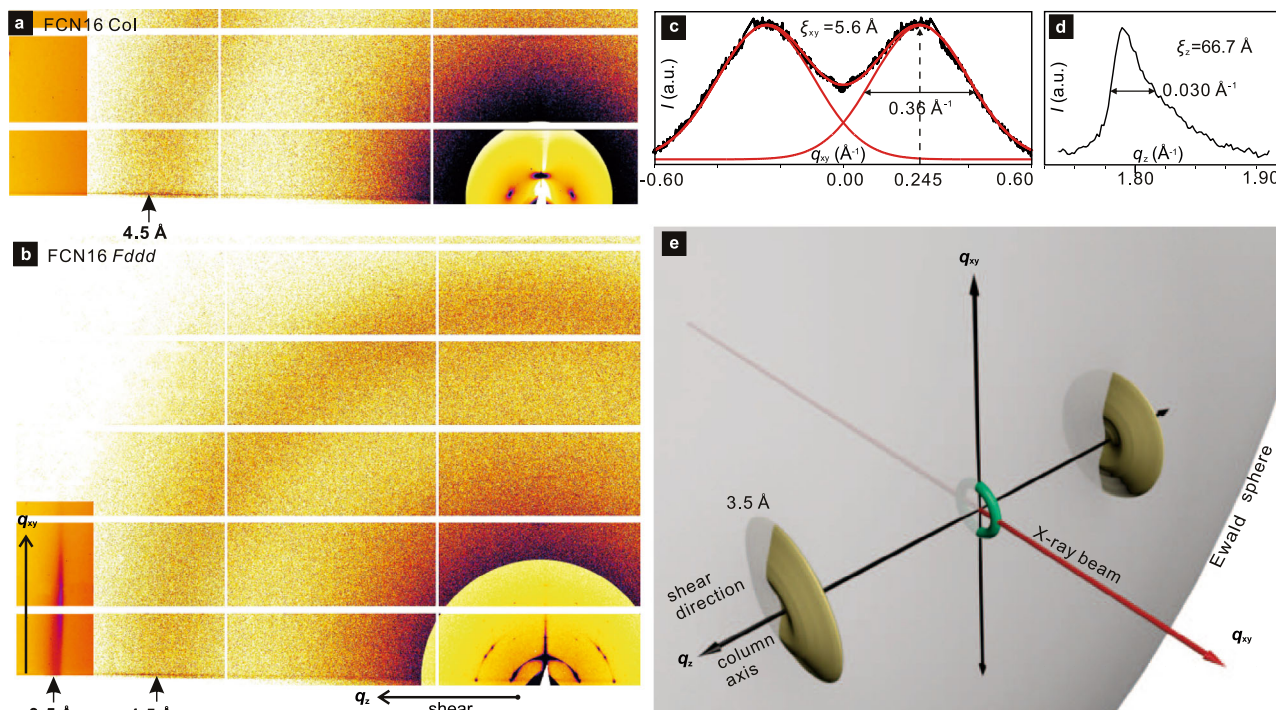 a FCN16 Col
4.5 Å
b FCN16 Fddd
qxy
qz
shear
c
ξxy=5.6 Å
I (a.u.)
0.36 Å-1
qxy (Å-1)
-0.60
0.00
0.245
0.60
d
ξz=66.7 Å
I (a.u.)
0.030 Å-1
qz (Å-1)
1.80
1.90
e
qxy
3.5 Å
X-ray beam
Ewald sphere
shear
direction
qz
column
axis
qxy